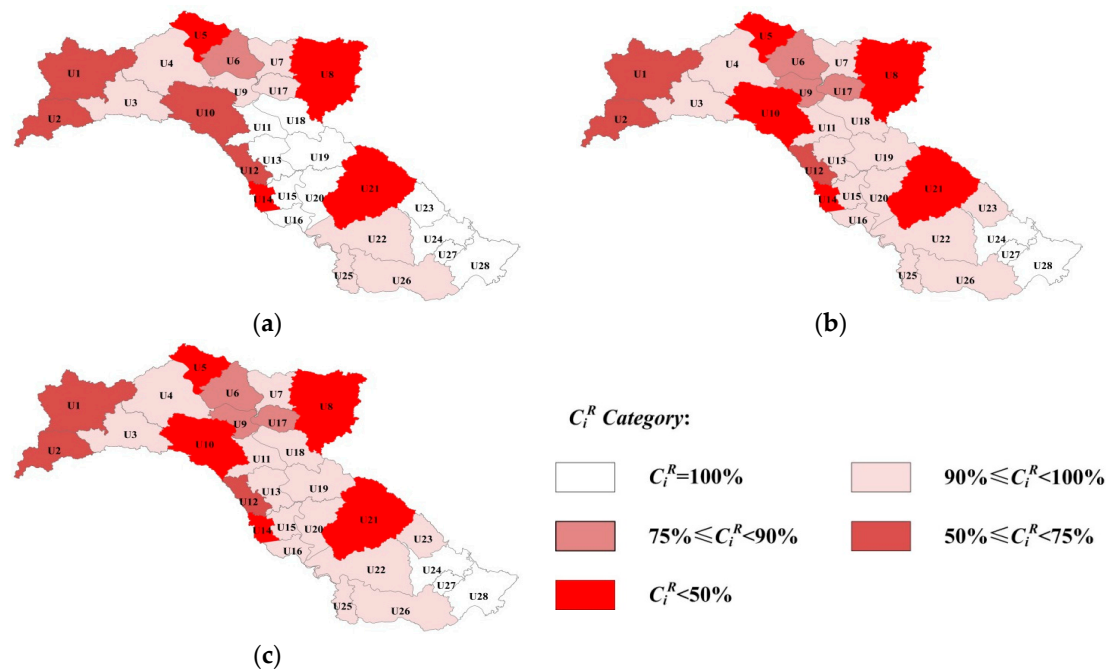 U5
U4
U6
U7
U1
U8
U3
U9
U17
U2
U10
U18
U11
U13
U19
U12
U21
U14
U15
U20
U16
U23
U22
U24
U27
U28
U25
U26
(a)
U5
U4
U6
U7
U1
U8
U3
U9
U17
U2
U10
U18
U11
U13
U19
U12
U21
U14
U15
U20
U16
U23
U22
U24
U27
U28
U25
U26
(b)
U5
U4
U6
U7
U1
U8
U3
U9
U17
U2
U10
U18
U11
U13
U19
U12
U21
U14
U15
U20
U16
U23
U22
U24
U27
U28
U25
U26
(c)
C_i^R Category:
C_i^R=100%
90%≤C_i^R<100%
75%≤C_i^R<90%
50%≤C_i^R<75%
C_i^R<50%